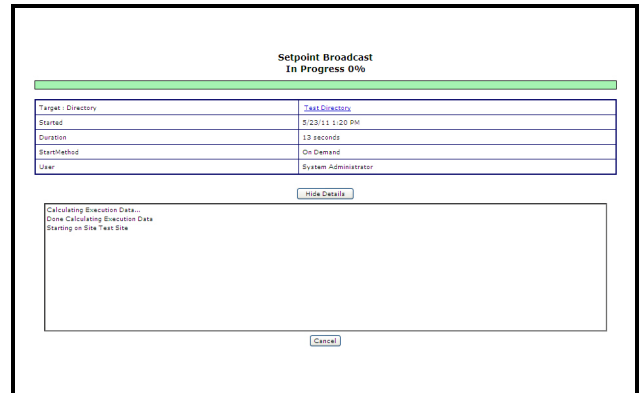 Setpoint Broadcast
In Progress 0%
Target : Directory Test Directory
Started 5/23/11 1:20 PM
Duration 13 seconds
StartMethod On Demand
User System Administrator
Hide Details
Calculating Execution Data...
Done Calculating Execution Data
Starting on Site Test Site
Cancel